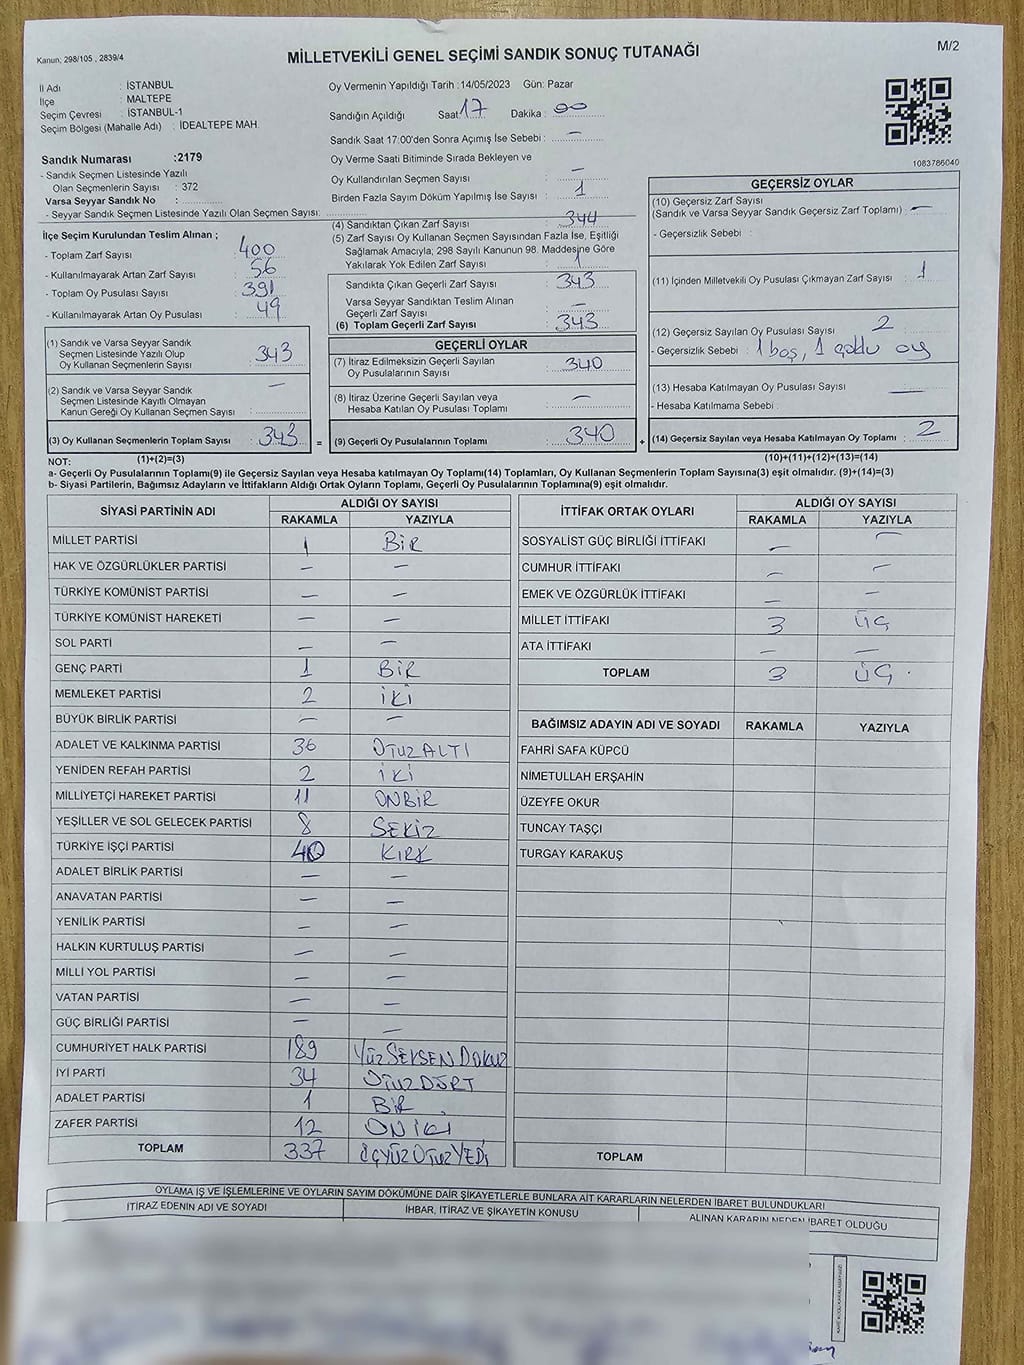 Kanun, 298/105 , 2839/4
MİLLETVEKİLİ GENEL SEÇİMİ SANDIK SONUÇ TUTANAĞI
M/2
İl Adı : İSTANBUL
İlçe : MALTEPE
Seçim Çevresi : İSTANBUL-1
Seçim Bölgesi (Mahalle Adı) : İDEALTEPE MAH.
Sandık Numarası :2179
- Sandık Seçmen Listesinde Yazılı
Olan Seçmenlerin Sayısı : 372
Varsa Seyyar Sandık No :
- Seyyar Sandık Seçmen Listesinde Yazılı Olan Seçmen Sayısı:
Oy Vermenin Yapıldığı Tarih :14/05/2023 Gün: Pazar
Sandığın Açıldığı Saat: 17 Dakika : 00
Sandık Saat 17:00'den Sonra Açımış İse Sebebi : —
Oy Verme Saati Bitiminde Sırada Bekleyen ve
Oy Kullandırılan Seçmen Sayısı : —
Birden Fazla Sayım Döküm Yapılmış İse Sayısı : 1
1083786040
İlçe Seçim Kurulundan Teslim Alınan ;
- Toplam Zarf Sayısı : 400
- Kullanılmayarak Artan Zarf Sayısı : 56
- Toplam Oy Pusulası Sayısı : 391
- Kullanılmayarak Artan Oy Pusulası : 49
(1) Sandık ve Varsa Seyyar Sandık
Seçmen Listesinde Yazılı Olup
Oy Kullanan Seçmenlerin Sayısı : 343
(2) Sandık ve Varsa Seyyar Sandık
Seçmen Listesinde Kayıtlı Olmayan
Kanun Gereği Oy Kullanan Seçmen Sayısı : —
(3) Oy Kullanan Seçmenlerin Toplam Sayısı : 343 =
(1)+(2)=(3)
(4) Sandıktan Çıkan Zarf Sayısı : 344
(5) Zarf Sayısı Oy Kullanan Seçmen Sayısından Fazla İse, Eşitliği
Sağlamak Amacıyla; 298 Sayılı Kanunun 98. Maddesine Göre
Yakılarak Yok Edilen Zarf Sayısı : 1
Sandıkta Çıkan Geçerli Zarf Sayısı : 343
Varsa Seyyar Sandıktan Teslim Alınan
Geçerli Zarf Sayısı : —
(6) Toplam Geçerli Zarf Sayısı : 343
GEÇERLİ OYLAR
(7) İtiraz Edilmeksizin Geçerli Sayılan
Oy Pusulalarının Sayısı : 340
(8) İtiraz Üzerine Geçerli Sayılan veya
Hesaba Katılan Oy Pusulası Toplamı : —
(9) Geçerli Oy Pusulalarının Toplamı : 340 +
GEÇERSİZ OYLAR
(10) Geçersiz Zarf Sayısı
(Sandık ve Varsa Seyyar Sandık Geçersiz Zarf Toplamı) : —
- Geçersizlik Sebebi :
(11) İçinden Milletvekili Oy Pusulası Çıkmayan Zarf Sayısı : 1
(12) Geçersiz Sayılan Oy Pusulası Sayısı : 2
- Geçersizlik Sebebi : 1 boş, 1 çoklu oy
(13) Hesaba Katılmayan Oy Pusulası Sayısı : —
- Hesaba Katılmama Sebebi :
(14) Geçersiz Sayılan veya Hesaba Katılmayan Oy Toplamı : 2
(10)+(11)+(12)+(13)=(14)
NOT:
a- Geçerli Oy Pusulalarının Toplamı(9) ile Geçersiz Sayılan veya Hesaba katılmayan Oy Toplamı(14) Toplamları, Oy Kullanan Seçmenlerin Toplam Sayısına(3) eşit olmalıdır. (9)+(14)=(3)
b- Siyasi Partilerin, Bağımsız Adayların ve İttifakların Aldığı Ortak Oyların Toplamı, Geçerli Oy Pusulalarının Toplamına(9) eşit olmalıdır.
SİYASİ PARTİNİN ADI ALDIĞI OY SAYISI
RAKAMLA YAZIYLA
MİLLET PARTİSİ 1 BİR
HAK VE ÖZGÜRLÜKLER PARTİSİ — —
TÜRKİYE KOMÜNİST PARTİSİ — —
TÜRKİYE KOMÜNİST HAREKETİ — —
SOL PARTİ — —
GENÇ PARTİ 1 BİR
MEMLEKET PARTİSİ 2 İKİ
BÜYÜK BİRLİK PARTİSİ — —
ADALET VE KALKINMA PARTİSİ 36 OTUZALTI
YENİDEN REFAH PARTİSİ 2 İKİ
MİLLİYETÇİ HAREKET PARTİSİ 11 ONBİR
YEŞİLLER VE SOL GELECEK PARTİSİ 8 SEKİZ
TÜRKİYE İŞÇİ PARTİSİ 40 KIRK
ADALET BİRLİK PARTİSİ — —
ANAVATAN PARTİSİ — —
YENİLİK PARTİSİ — —
HALKIN KURTULUŞ PARTİSİ — —
MİLLİ YOL PARTİSİ — —
VATAN PARTİSİ — —
GÜÇ BİRLİĞİ PARTİSİ — —
CUMHURİYET HALK PARTİSİ 189 YÜZ SEKSEN DOKUZ
İYİ PARTİ 34 OTUZ DÖRT
ADALET PARTİSİ 1 BİR
ZAFER PARTİSİ 12 ON İKİ
TOPLAM 337 ÜÇYÜZ OTUZ YEDİ
İTTİFAK ORTAK OYLARI ALDIĞI OY SAYISI
RAKAMLA YAZIYLA
SOSYALİST GÜÇ BİRLİĞİ İTTİFAKI — —
CUMHUR İTTİFAKI — —
EMEK VE ÖZGÜRLÜK İTTİFAKI — —
MİLLET İTTİFAKI 3 ÜÇ
ATA İTTİFAKI — —
TOPLAM 3 ÜÇ
BAĞIMSIZ ADAYIN ADI VE SOYADI RAKAMLA YAZIYLA
FAHRİ SAFA KÜPCÜ
NİMETULLAH ERŞAHİN
ÜZEYFE OKUR
TUNCAY TAŞÇI
TURGAY KARAKUŞ
TOPLAM
OYLAMA İŞ VE İŞLEMLERİNE VE OYLARIN SAYIM DÖKÜMÜNE DAİR ŞİKAYETLERLE BUNLARA AİT KARARLARIN NELERDEN İBARET BULUNDUKLARI
İTİRAZ EDENİN ADI VE SOYADI İHBAR, İTİRAZ VE ŞİKAYETİN KONUSU ALINAN KARARIN NEDEN İBARET OLDUĞU